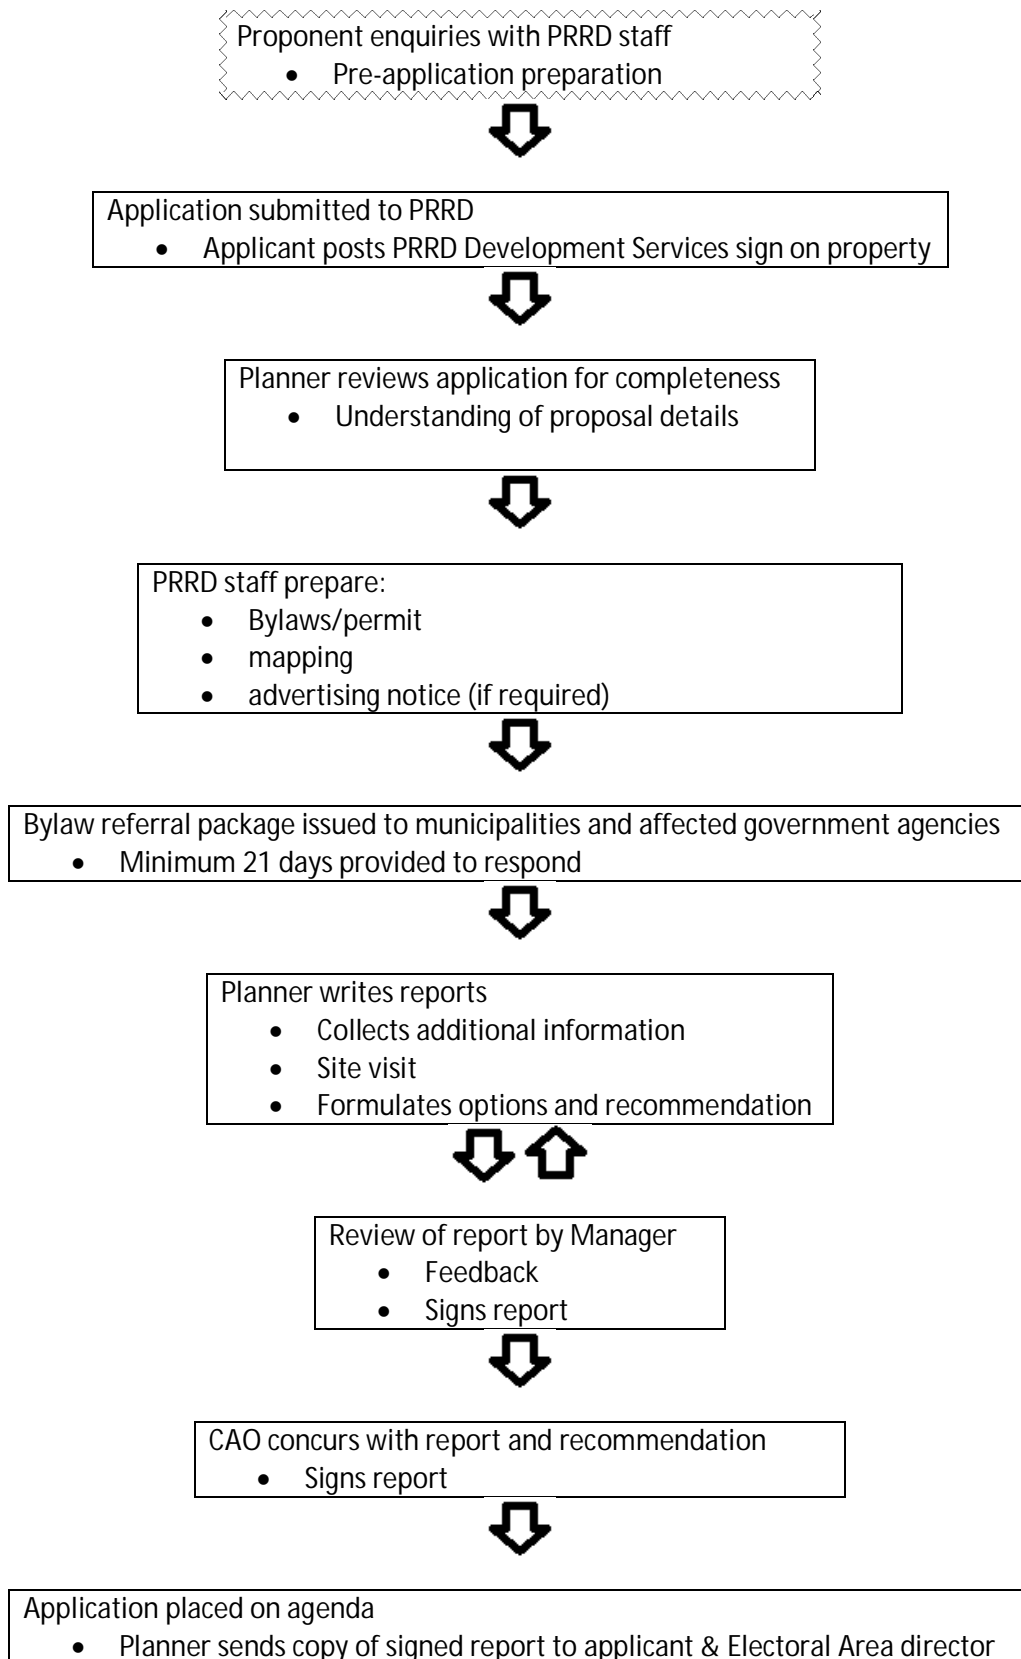 Proponent enquiries with PRRD staff
• Pre-application preparation
Application submitted to PRRD
• Applicant posts PRRD Development Services sign on property
Planner reviews application for completeness
• Understanding of proposal details
PRRD staff prepare:
• Bylaws/permit
• mapping
• advertising notice (if required)
Bylaw referral package issued to municipalities and affected government agencies
• Minimum 21 days provided to respond
Planner writes reports
• Collects additional information
• Site visit
• Formulates options and recommendation
Review of report by Manager
• Feedback
• Signs report
CAO concurs with report and recommendation
• Signs report
Application placed on agenda
• Planner sends copy of signed report to applicant & Electoral Area director